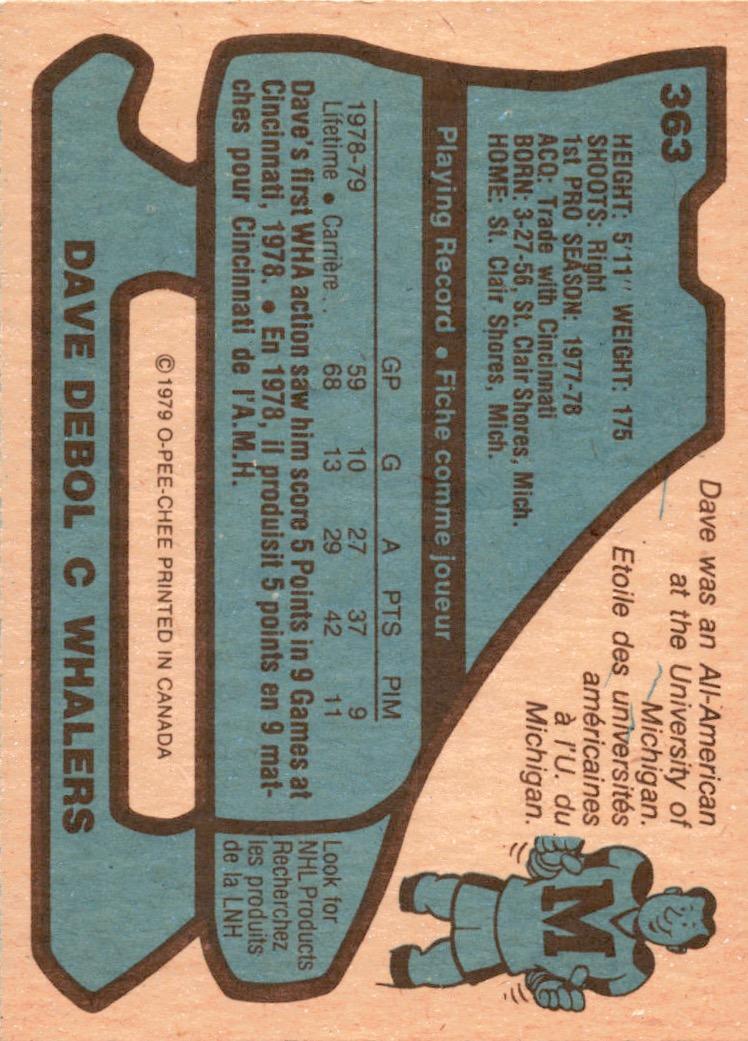 363
HEIGHT: 5'11" WEIGHT: 175
SHOOTS: Right
1st PRO SEASON: 1977-78
ACQ: Trade with Cincinnati
BORN: 3-27-56, St. Clair Shores, Mich.
HOME: St. Clair Shores, Mich.
Dave was an All-American
at the University of
Michigan.
Etoile des universités
américaines
à l'U. du
Michigan.
M
Playing Record • Fiche comme joueur
GP G A PTS PIM
1978-79 59 10 27 37 9
Lifetime • Carrière . . 68 13 29 42 11
Dave's first WHA action saw him score 5 Points in 9 Games at
Cincinnati, 1978. • En 1978, il produisit 5 points en 9 mat-
ches pour Cincinnati de l'A.M.H.
Look for
NHL Products
Recherchez
les produits
de la LNH
©1979 O-PEE-CHEE PRINTED IN CANADA
DAVE DEBOL C WHALERS